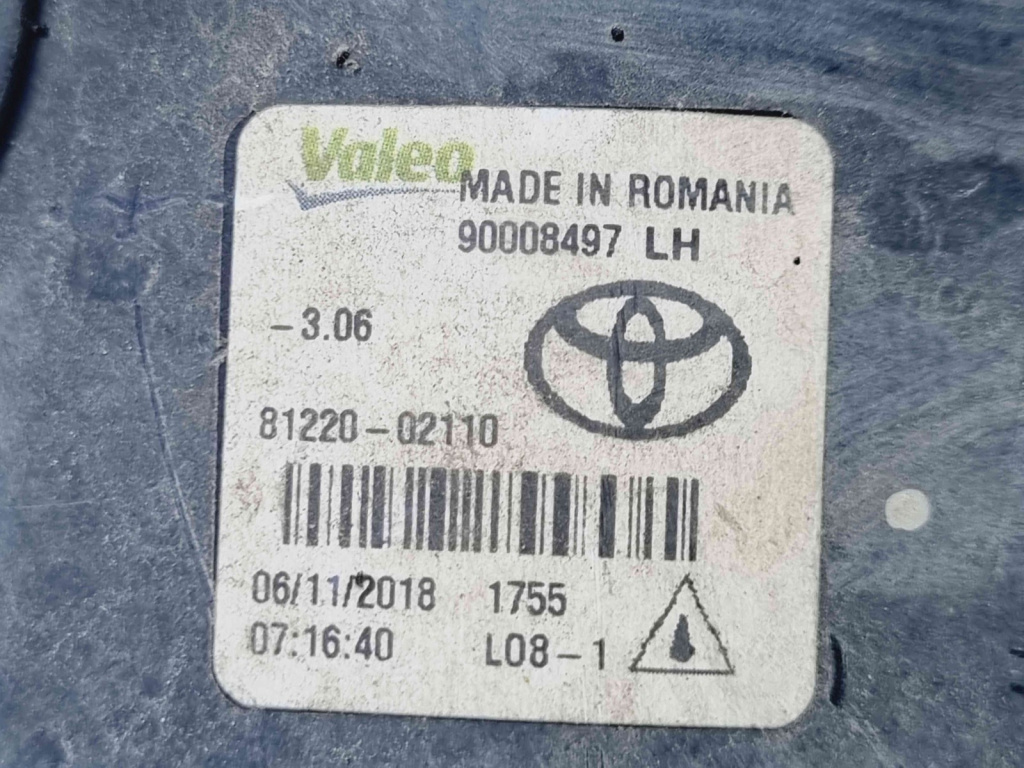 Valeo
MADE IN ROMANIA
90008497 LH
-3.06
81220-02110
06/11/2018 1755
07:16:40 L08-1